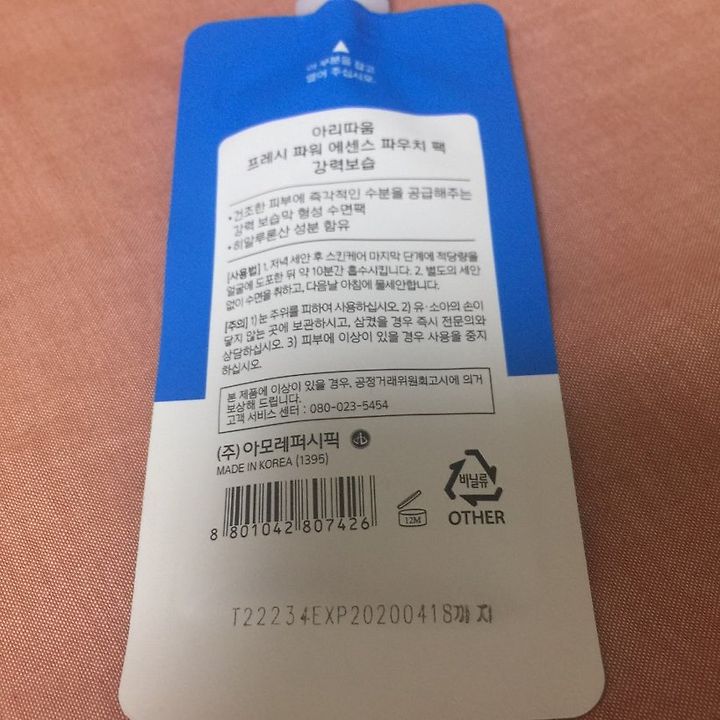 이 부분을 잡고
열어 주십시오.
아리따움
프레시 파워 에센스 파우치 팩
강력보습
• 건조한 피부에 즉각적인 수분을 공급해주는
강력 보습막 형성 수면팩
• 히알루론산 성분 함유
[사용법] 1. 저녁 세안 후 스킨케어 마지막 단계에 적당량을
얼굴에 도포한 뒤 약 10분간 흡수시킵니다. 2. 별도의 세안
없이 수면을 취하고, 다음날 아침에 물세안합니다.
[주의] 1) 눈 주위를 피하여 사용하십시오. 2) 유·소아의 손이
닿지 않는 곳에 보관하시고, 삼켰을 경우 즉시 전문의와
상담하십시오. 3) 피부에 이상이 있을 경우 사용을 중지
하십시오.
본 제품에 이상이 있을 경우, 공정거래위원회고시에 의거
보상해 드립니다.
고객 서비스 센터 : 080-023-5454
(주) 아모레퍼시픽
MADE IN KOREA (1395)
8 801042 807426
12M
비닐류
OTHER
T22234EXP20200418까지